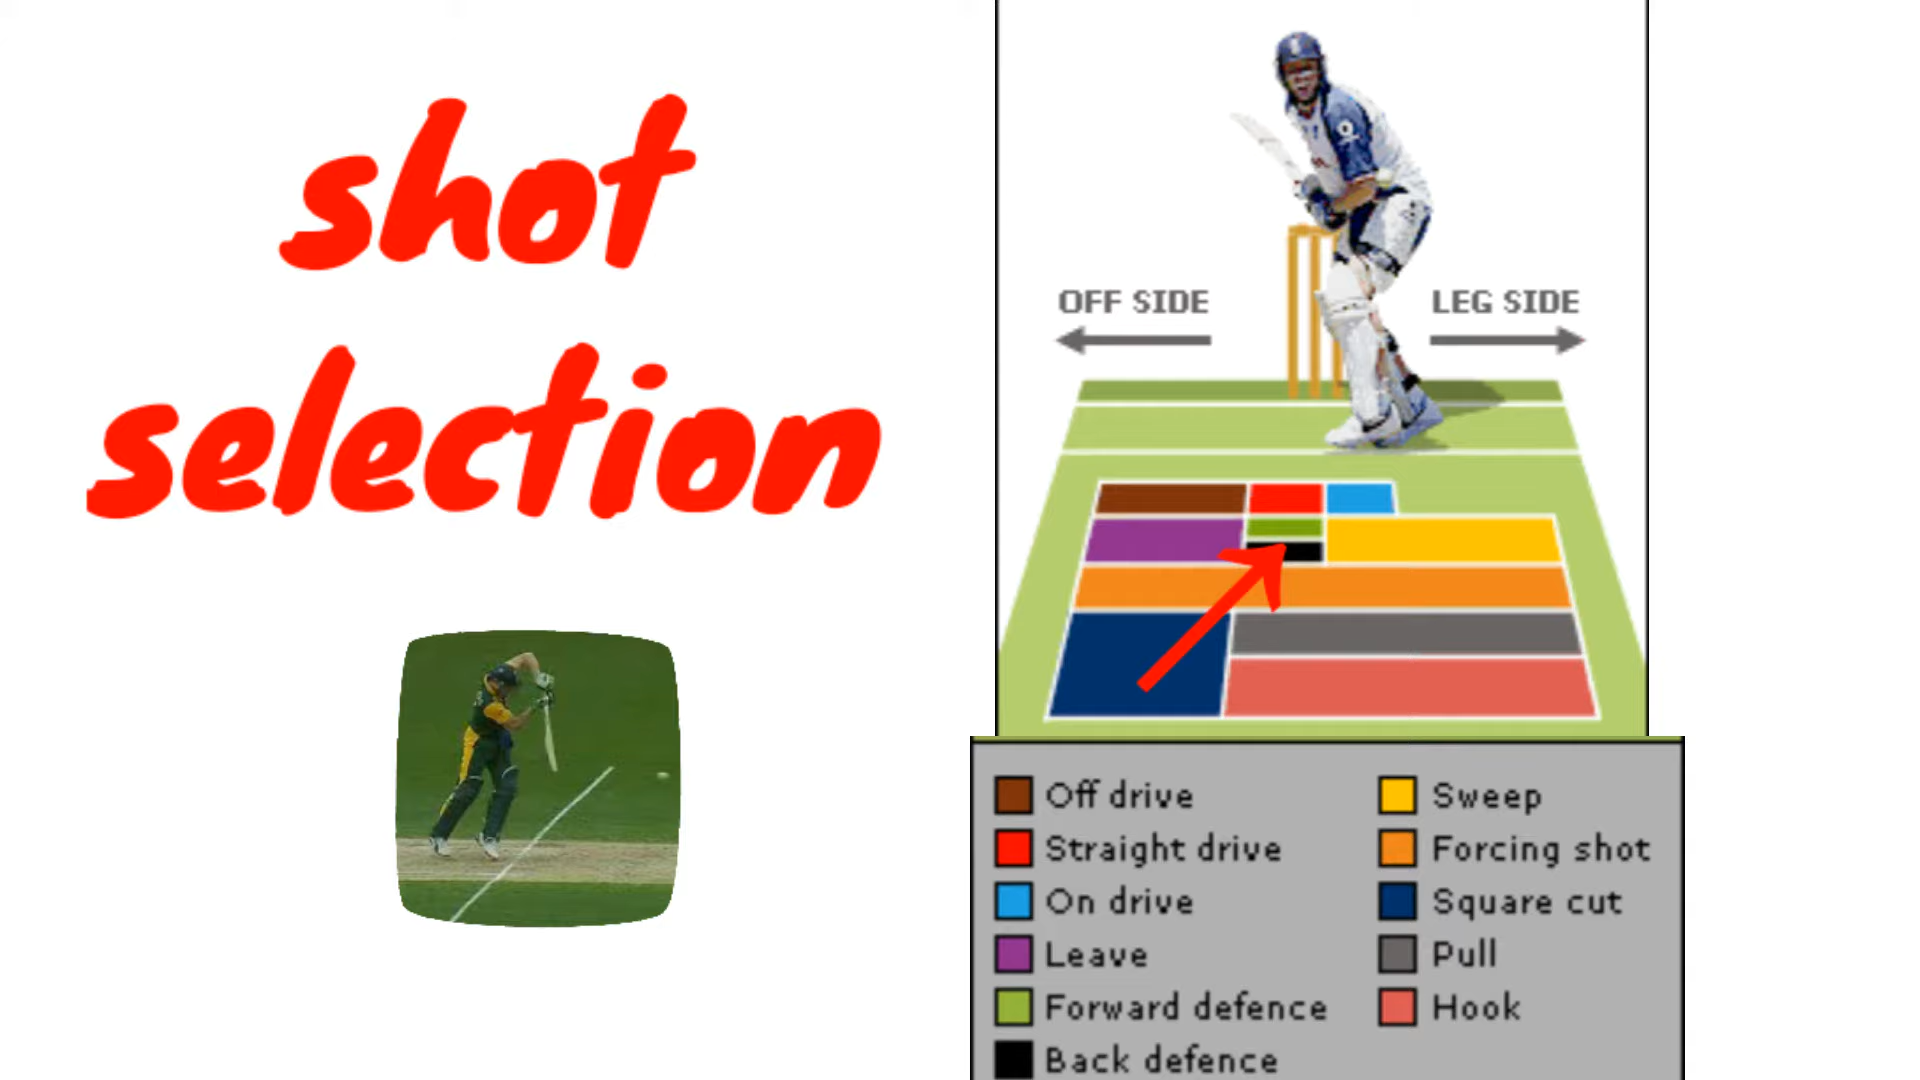 shot
selection
OFF SIDE
LEG SIDE
Off drive
Straight drive
On drive
Leave
Forward defence
Back defence
Sweep
Forcing shot
Square cut
Pull
Hook